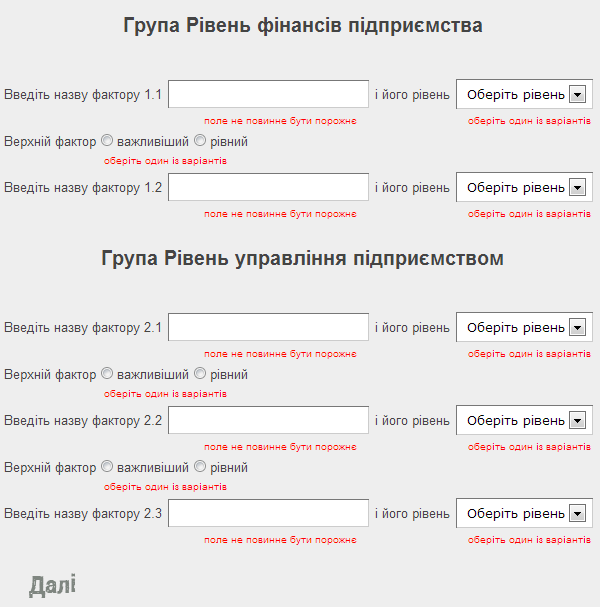 Група Рівень фінансів підприємства
Введіть назву фактору 1.1 і його рівень Оберіть рівень
поле не повинне бути порожнє оберіть один із варіантів
Верхній фактор важливіший рівний
оберіть один із варіантів
Введіть назву фактору 1.2 і його рівень Оберіть рівень
поле не повинне бути порожнє оберіть один із варіантів
Група Рівень управління підприємством
Введіть назву фактору 2.1 і його рівень Оберіть рівень
поле не повинне бути порожнє оберіть один із варіантів
Верхній фактор важливіший рівний
оберіть один із варіантів
Введіть назву фактору 2.2 і його рівень Оберіть рівень
поле не повинне бути порожнє оберіть один із варіантів
Верхній фактор важливіший рівний
оберіть один із варіантів
Введіть назву фактору 2.3 і його рівень Оберіть рівень
поле не повинне бути порожнє оберіть один із варіантів
Далі